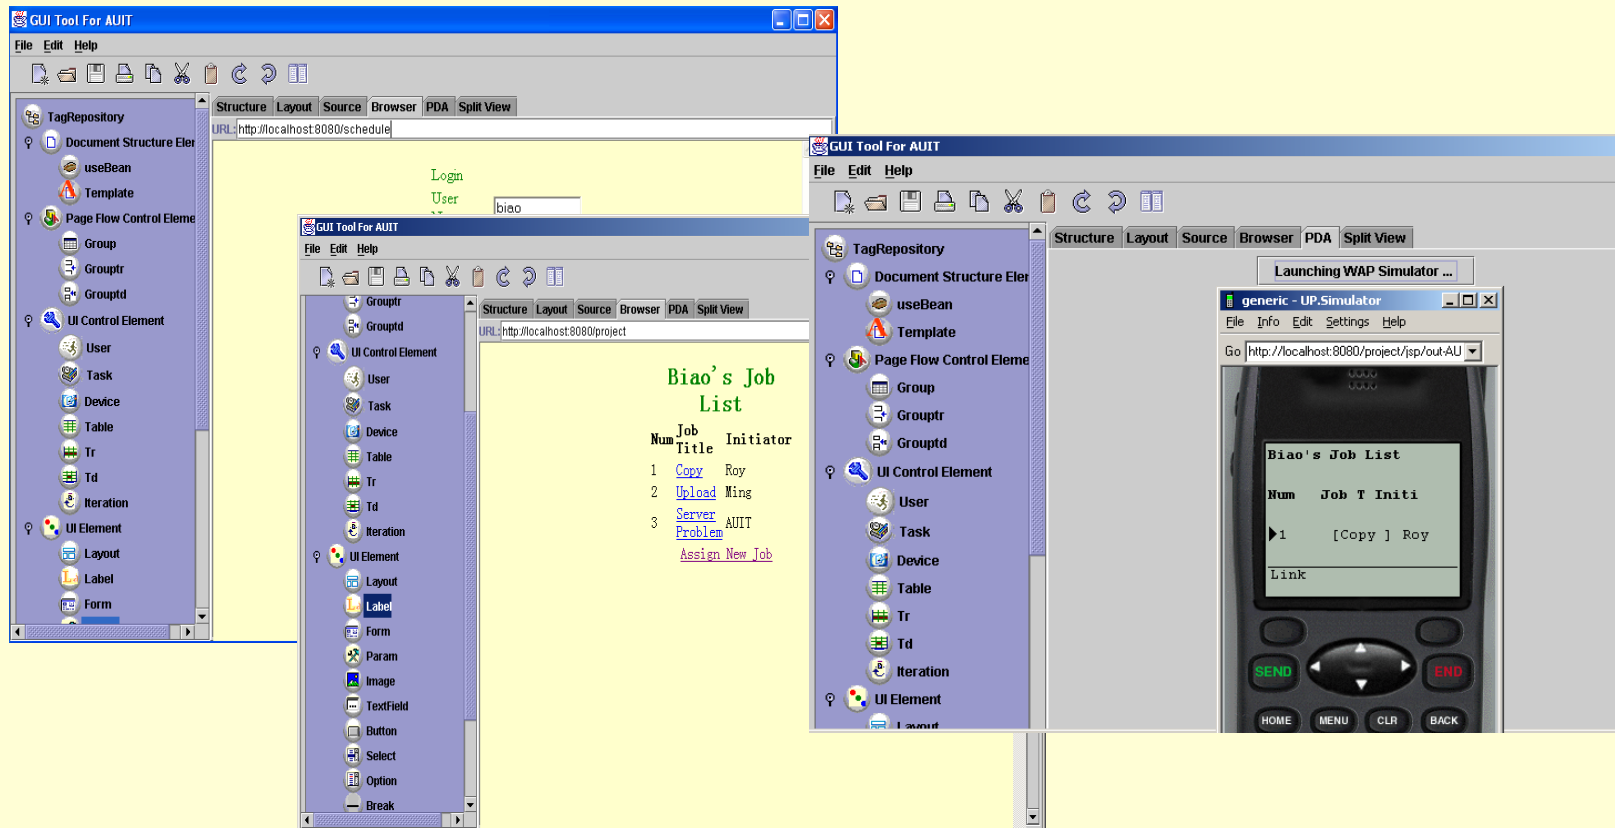 GUI Tool For AUIT
File Edit Help
TagRepository
Document Structure Eler
useBean
Template
Page Flow Control Eleme
Group
Grouptr
Grouptd
UI Control Element
User
Task
Device
Table
Tr
Td
Iteration
UI Element
Layout
Label
Form
Structure Layout Source Browser PDA Split View
URL: http://localhost:8080/schedule
Login
User
biao
GUI Tool For AUIT
File Edit Help
Grouptr
Grouptd
UI Control Element
User
Task
Device
Table
Tr
Td
Iteration
UI Element
Layout
Label
Form
Param
Image
TextField
Button
Select
Option
Break
Structure Layout Source Browser PDA Split View
URL: http://localhost:8080/project
Biao's Job
List
Num Job Title Initiator
1 Copy Roy
2 Upload Ming
3 Server Problem AUIT
Assign New Job
GUI Tool For AUIT
File Edit Help
TagRepository
Document Structure Eler
useBean
Template
Page Flow Control Eleme
Group
Grouptr
Grouptd
UI Control Element
User
Task
Device
Table
Tr
Td
Iteration
UI Element
Layout
Structure Layout Source Browser PDA Split View
Launching WAP Simulator ...
generic - UP.Simulator
File Info Edit Settings Help
Go http://localhost:8080/project/jsp/out-AU
Biao's Job List
Num Job T Initi
1 [Copy ] Roy
Link
SEND END
HOME MENU CLR BACK